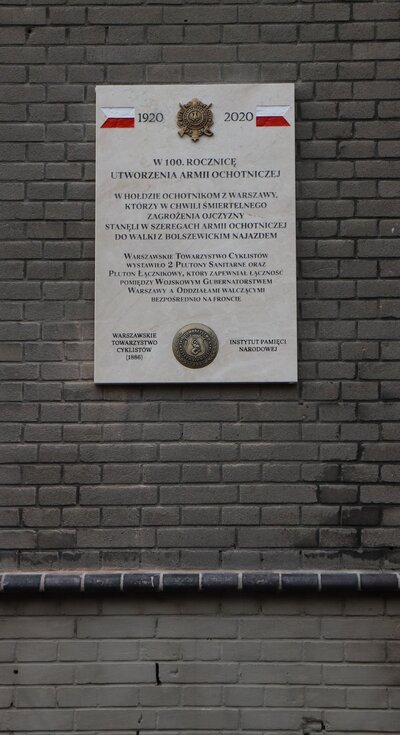 1920 2020
W 100. ROCZNICĘ
UTWORZENIA ARMII OCHOTNICZEJ
W HOŁDZIE OCHOTNIKOM Z WARSZAWY,
KTÓRZY W CHWILI ŚMIERTELNEGO
ZAGROŻENIA OJCZYZNY
STANĘLI W SZEREGACH ARMII OCHOTNICZEJ
DO WALKI Z BOLSZEWICKIM NAJAZDEM
WARSZAWSKIE TOWARZYSTWO CYKLISTÓW
WYSTAWIŁO 2 PLUTONY SANITARNE ORAZ
PLUTON ŁĄCZNIKOWY, KTÓRY ZAPEWNIAŁ ŁĄCZNOŚĆ
POMIĘDZY WOJSKOWYM GUBERNATORSTWEM
WARSZAWY A ODDZIAŁAMI WALCZĄCYMI
BEZPOŚREDNIO NA FRONCIE
WARSZAWSKIE
TOWARZYSTWO
CYKLISTÓW
(1886)
INSTYTUT PAMIĘCI
NARODOWEJ